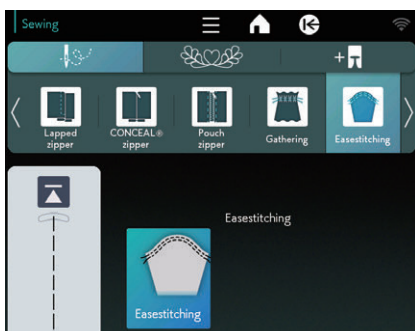 Sewing
Lapped
zipper
CONCEAL®
zipper
Pouch
zipper
Gathering
Easestitching
Easestitching
Easestitching